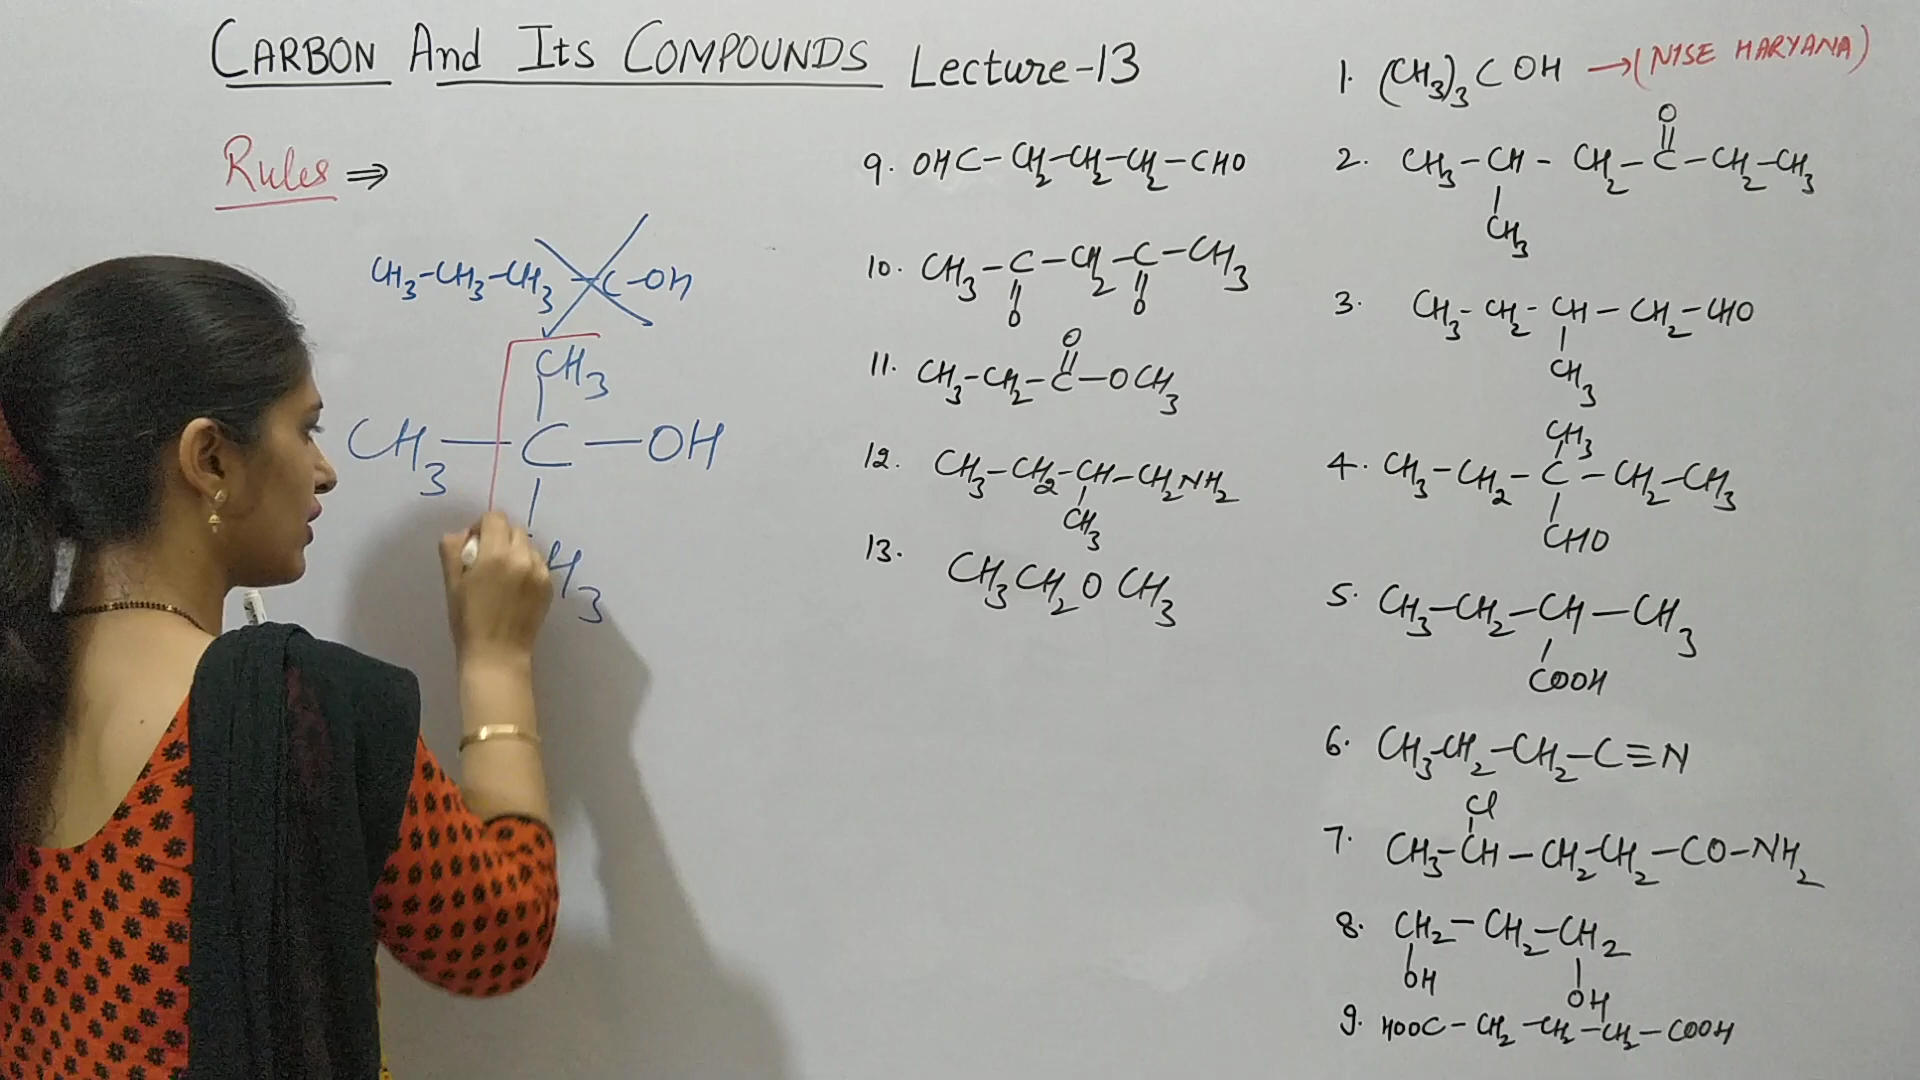 CARBON And Its COMPOUNDS Lecture-13
Rules ⇒
CH3-CH3-CH3-C-OH
CH3
CH3—C—OH
H3
9. OHC-CH2-CH2-CH2-CHO
10. CH3-C-CH2-C-CH3
O O
O
11. CH3-CH2-C-OCH3
12. CH3-CH2-CH-CH2NH2
CH3
13. CH3CH2OCH3
1. (CH3)3COH →(NISE HARYANA)
O
2. CH3-CH-CH2-C-CH2-CH3
CH3
3. CH3-CH2-CH-CH2-CHO
CH3
CH3
4. CH3-CH2-C-CH2-CH3
CHO
5. CH3-CH2-CH-CH3
COOH
6. CH3-CH2-CH2-C≡N
Cl
7. CH3-CH-CH2-CH2-CO-NH2
8. CH2-CH2-CH2
OH OH
9. HOOC-CH2-CH2-CH2-COOH